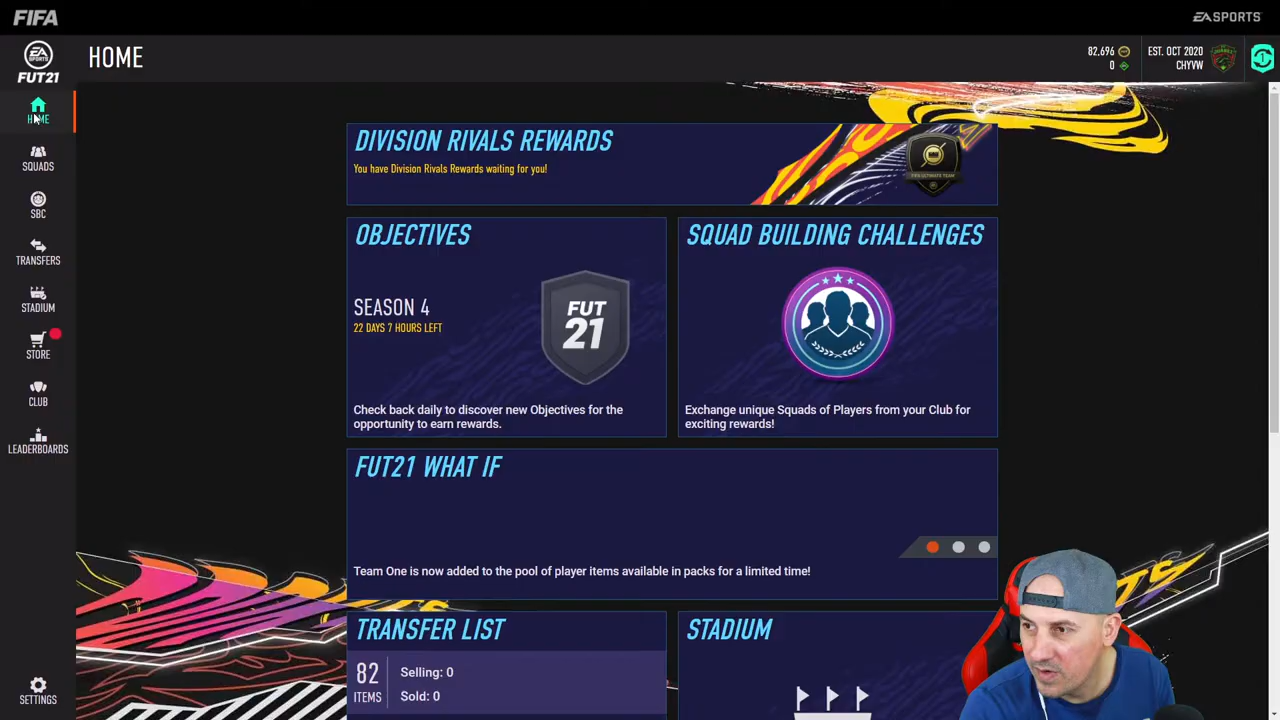 FIFA
EA SPORTS
EA SPORTS
FUT21
HOME
82.696
0
EST. OCT 2020
CHYVW
HOME
SQUADS
SBC
TRANSFERS
STADIUM
STORE
CLUB
LEADERBOARDS
SETTINGS
DIVISION RIVALS REWARDS
You have Division Rivals Rewards waiting for you!
FIFA ULTIMATE TEAM
OBJECTIVES
SEASON 4
22 DAYS 7 HOURS LEFT
FUT
21
Check back daily to discover new Objectives for the
opportunity to earn rewards.
SQUAD BUILDING CHALLENGES
Exchange unique Squads of Players from your Club for
exciting rewards!
FUT21 WHAT IF
Team One is now added to the pool of player items available in packs for a limited time!
TRANSFER LIST
82
ITEMS
Selling: 0
Sold: 0
STADIUM